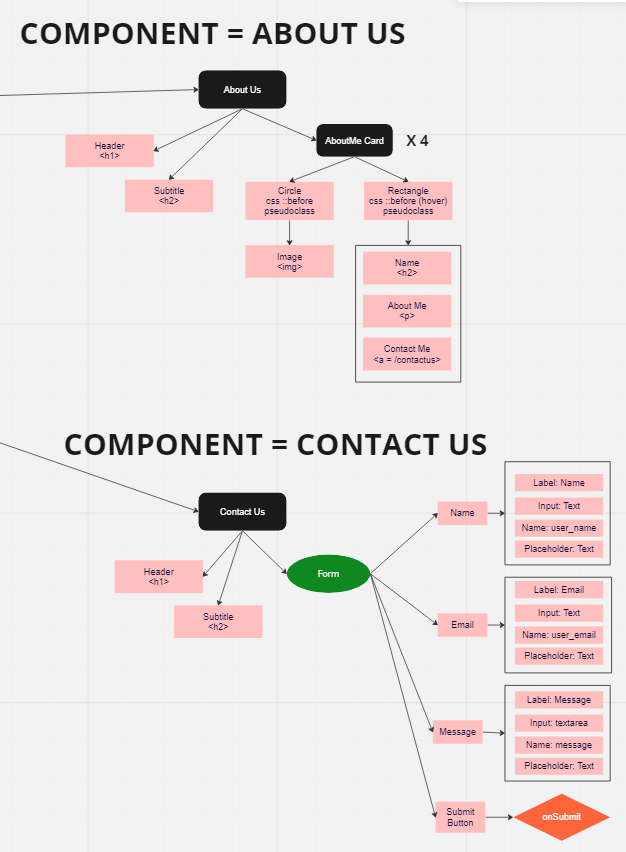 COMPONENT = ABOUT US
About Us
Header
<h1>
Subtitle
<h2>
AboutMe Card
X 4
Circle
css ::before
pseudoclass
Rectangle
css ::before (hover)
pseudoclass
Image
<img>
Name
<h2>
About Me
<p>
Contact Me
<a = /contactus>
COMPONENT = CONTACT US
Contact Us
Header
<h1>
Subtitle
<h2>
Form
Name
Label: Name
Input: Text
Name: user_name
Placeholder: Text
Email
Label: Email
Input: Text
Name: user_email
Placeholder: Text
Message
Label: Message
Input: textarea
Name: message
Placeholder: Text
Submit
Button
onSubmit